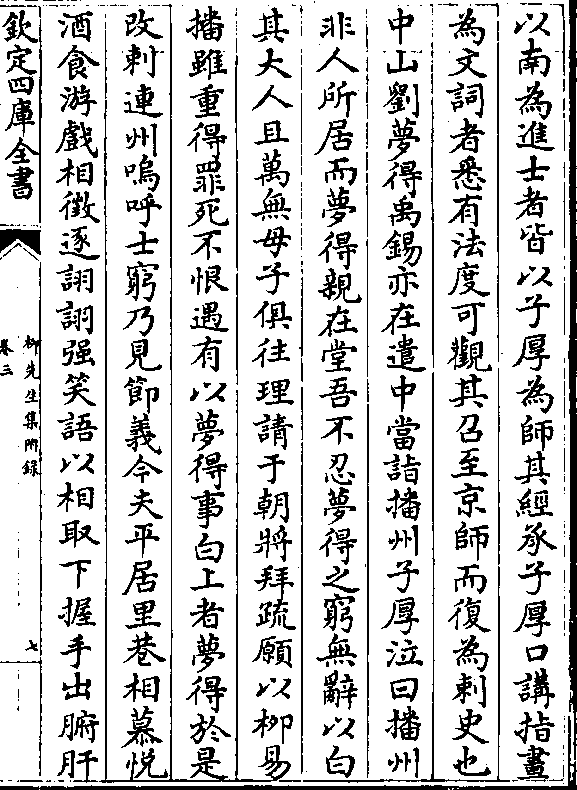 以南為進士者皆以子厚為師其經承子厚口講指畫
為文詞者悉有法度可觀其召至京師而復為刺史也
中山劉夢得禹錫亦在遣中當詣播州子厚泣曰播州
非人所居而夢得親在堂吾不忍夢得之窮無辭以白
其大人且萬無母子俱往理請于朝將拜疏願以柳易
播雖重得罪死不恨遇有以夢得事白上者夢得於是
改刺連州嗚呼士窮乃見節義今夫平居里巷相慕悅
酒食游戲相徵逐詡詡强笑語以相取下握手出肺肝
欽定四庫全書
柳先生集附錄
卷三
七